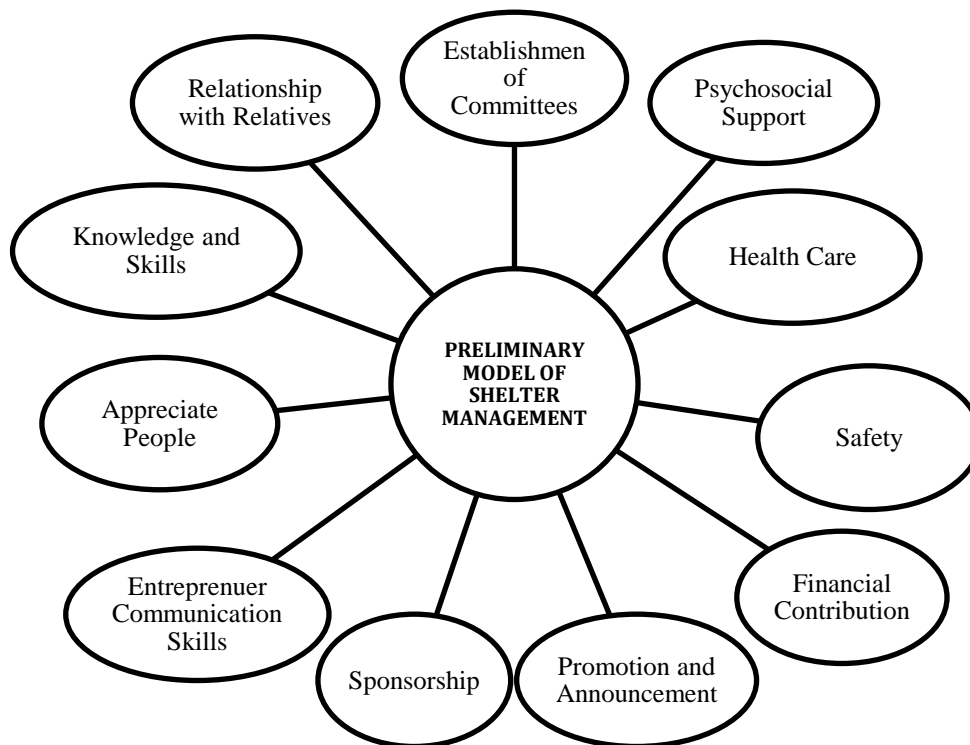 Establishmen
of
Committees
Psychosocial
Support
Health Care
Safety
Financial
Contribution
Promotion and
Announcement
Sponsorship
Entreprenuer
Communication
Skills
Appreciate
People
Knowledge and
Skills
Relationship
with Relatives
PRELIMINARY
MODEL OF
SHELTER
MANAGEMENT